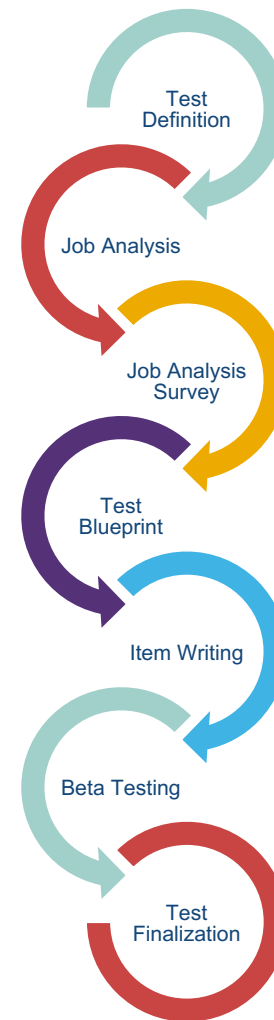 Test
Definition
Job Analysis
Job Analysis
Survey
Test
Blueprint
Item Writing
Beta Testing
Test
Finalization